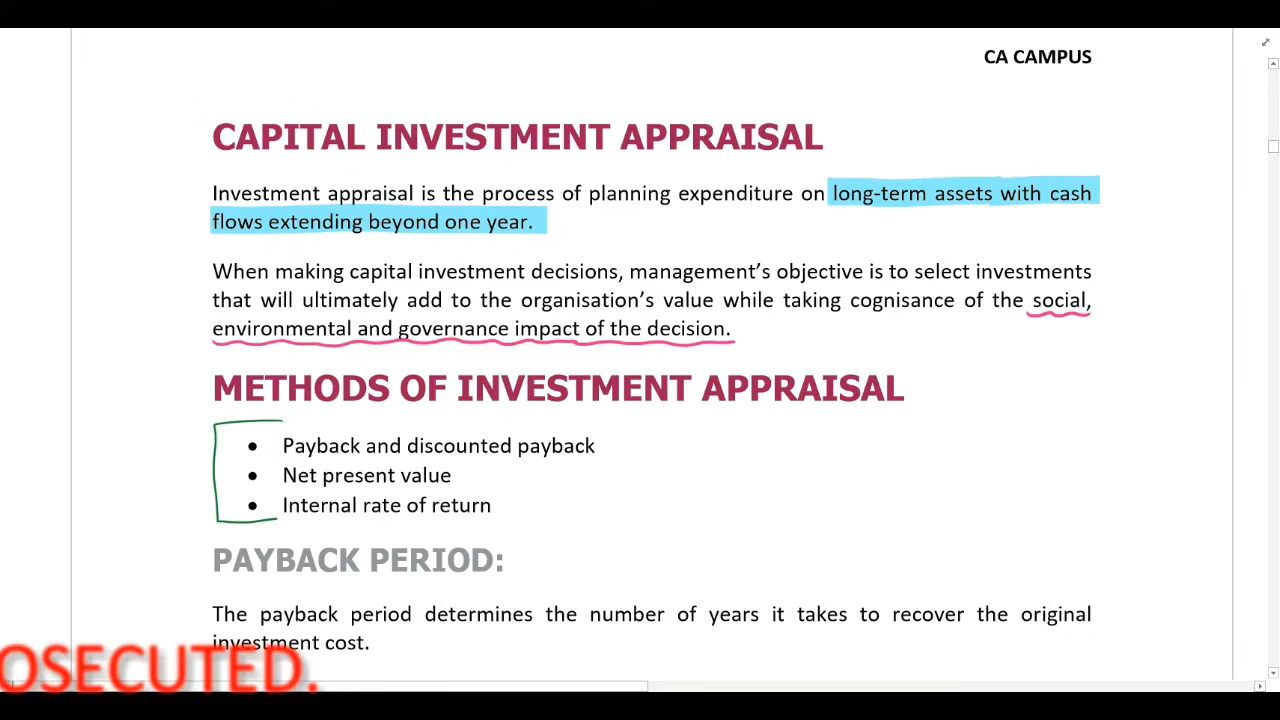 CA CAMPUS
CAPITAL INVESTMENT APPRAISAL
Investment appraisal is the process of planning expenditure on long-term assets with cash
flows extending beyond one year.
When making capital investment decisions, management’s objective is to select investments
that will ultimately add to the organisation’s value while taking cognisance of the social,
environmental and governance impact of the decision.
METHODS OF INVESTMENT APPRAISAL
• Payback and discounted payback
• Net present value
• Internal rate of return
PAYBACK PERIOD:
The payback period determines the number of years it takes to recover the original
investment cost.
OSECUTED.